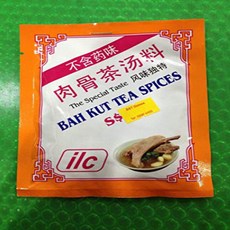 不含药味
肉骨茶汤料
The Special Taste 风味独特
BAH KUT TEA SPICES
S$
ilc